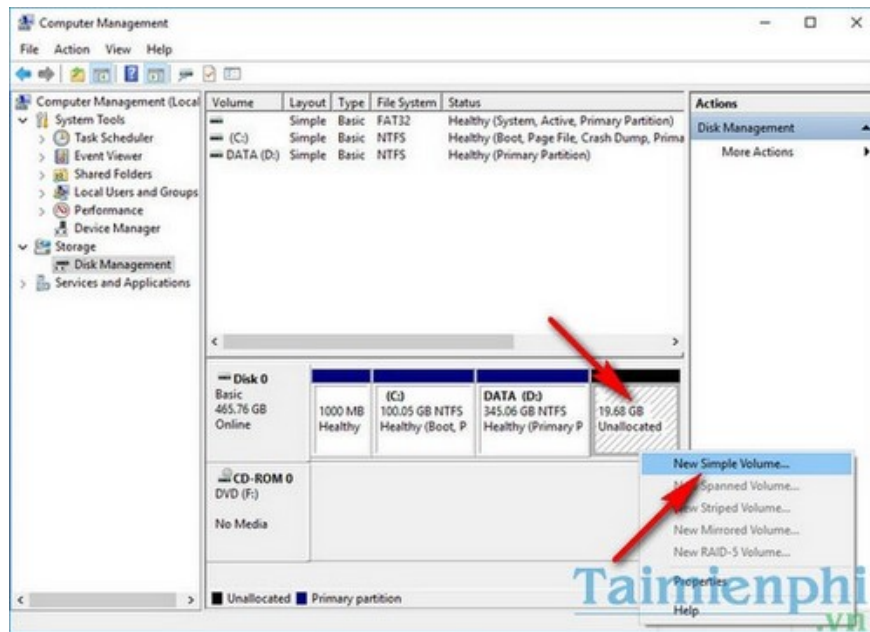 Computer Management
File Action View Help
Computer Management (Local
System Tools
Task Scheduler
Event Viewer
Shared Folders
Local Users and Groups
Performance
Device Manager
Storage
Disk Management
Services and Applications
Volume Layout Type File System Status
Simple Basic FAT32 Healthy (System, Active, Primary Partition)
(C:) Simple Basic NTFS Healthy (Boot, Page File, Crash Dump, Prima
DATA (D:) Simple Basic NTFS Healthy (Primary Partition)
Actions
Disk Management
More Actions
Disk 0
Basic
465.76 GB
Online
1000 MB
Healthy
(C:)
100.05 GB NTFS
Healthy (Boot, P
DATA (D:)
345.06 GB NTFS
Healthy (Primary P
19.68 GB
Unallocated
CD-ROM 0
DVD (F:)
No Media
Unallocated Primary partition
New Simple Volume...
New Spanned Volume...
New Striped Volume...
New Mirrored Volume...
New RAID-5 Volume...
Properties
Help
Taimienphi
.vn